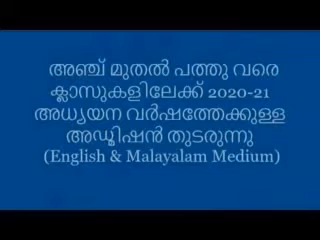 അഞ്ച് മുതൽ പത്തു വരെ
ക്ലാസുകളിലേക്ക് 2020-21
അധ്യയന വർഷത്തേക്കുള്ള
അഡ്മിഷൻ തുടരുന്നു
(English & Malayalam Medium)